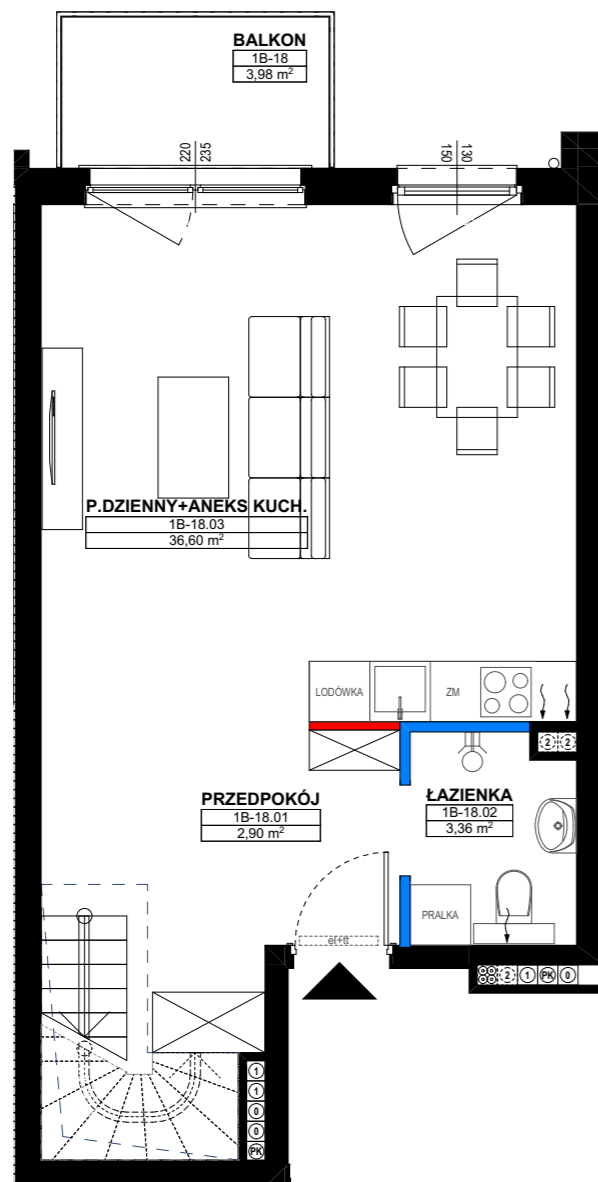 BALKON
1B-18
3,98 m²
220
235
150
130
P.DZIENNY+ANEKS KUCH.
1B-18.03
36,60 m²
LODÓWKA
ZM
2 2
PRZEDPOKÓJ
1B-18.01
2,90 m²
ŁAZIENKA
1B-18.02
3,36 m²
PRALKA
el+tt
2 1 PK 0
1
1
0
0
PK